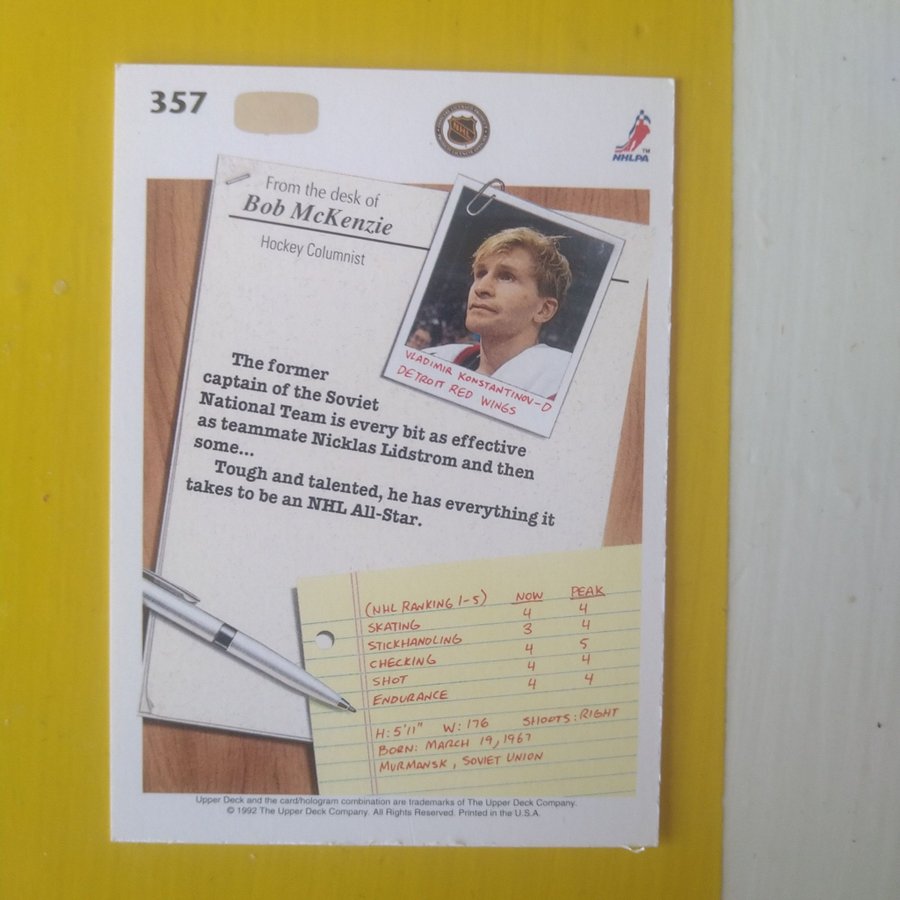 357
NHL
NHLPA
TM
From the desk of
Bob McKenzie
Hockey Columnist
VLADIMIR KONSTANTINOV-D
DETROIT RED WINGS
The former
captain of the Soviet
National Team is every bit as effective
as teammate Nicklas Lidstrom and then
some...
Tough and talented, he has everything it
takes to be an NHL All-Star.
(NHL RANKING 1-5) NOW PEAK
SKATING 4 4
STICKHANDLING 3 4
CHECKING 4 5
SHOT 4 4
ENDURANCE 4 4
H: 5'11" W: 176 SHOOTS: RIGHT
BORN: MARCH 19, 1967
MURMANSK, SOVIET UNION
Upper Deck and the card/hologram combination are trademarks of The Upper Deck Company.
© 1992 The Upper Deck Company. All Rights Reserved. Printed in the U.S.A.